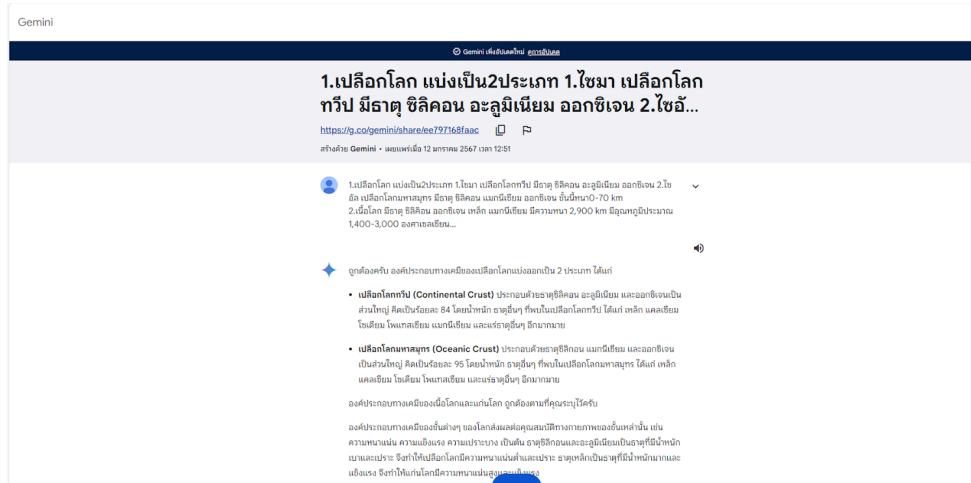 Gemini
Gemini เพิ่งอัปเดตใหม่ ดูการอัปเดต
1.เปลือกโลก แบ่งเป็น2ประเภท 1.ไซมา เปลือกโลก
ทวีป มีธาตุ ซิลิคอน อะลูมิเนียม ออกซิเจน 2.ไซอั...
https://g.co/gemini/share/ee797168faac
สร้างด้วย Gemini • เผยแพร่เมื่อ 12 มกราคม 2567 เวลา 12:51
1.เปลือกโลก แบ่งเป็น2ประเภท 1.ไซมา เปลือกโลกทวีป มีธาตุ ซิลิคอน อะลูมิเนียม ออกซิเจน 2.ไซ
อัล เปลือกโลกมหาสมุทร มีธาตุ ซิลิคอน แมกนีเซียม ออกซิเจน ชั้นนี้หนา0-70 km
2.เนื้อโลก มีธาตุ ซิลิคอน ออกซิเจน เหล็ก แมกนีเซียม มีความหนา 2,900 km มีอุณหภูมิประมาณ
1,400-3,000 องศาเซลเซียน...
ถูกต้องครับ องค์ประกอบทางเคมีของเปลือกโลกแบ่งออกเป็น 2 ประเภท ได้แก่
• เปลือกโลกทวีป (Continental Crust) ประกอบด้วยธาตุซิลิคอน อะลูมิเนียม และออกซิเจนเป็น
ส่วนใหญ่ คิดเป็นร้อยละ 84 โดยน้ำหนัก ธาตุอื่นๆ ที่พบในเปลือกโลกทวีป ได้แก่ เหล็ก แคลเซียม
โซเดียม โพแทสเซียม แมกนีเซียม และแร่ธาตุอื่นๆ อีกมากมาย
• เปลือกโลกมหาสมุทร (Oceanic Crust) ประกอบด้วยธาตุซิลิกอน แมกนีเซียม และออกซิเจน
เป็นส่วนใหญ่ คิดเป็นร้อยละ 95 โดยน้ำหนัก ธาตุอื่นๆ ที่พบในเปลือกโลกมหาสมุทร ได้แก่ เหล็ก
แคลเซียม โซเดียม โพแทสเซียม และแร่ธาตุอื่นๆ อีกมากมาย
องค์ประกอบทางเคมีของเนื้อโลกและแก่นโลก ถูกต้องตามที่คุณระบุไว้ครับ
องค์ประกอบทางเคมีของชั้นต่างๆ ของโลกส่งผลต่อคุณสมบัติทางกายภาพของชั้นเหล่านั้น เช่น
ความหนาแน่น ความแข็งแรง ความเปราะบาง เป็นต้น ธาตุซิลิกอนและอะลูมิเนียมเป็นธาตุที่มีน้ำหนัก
เบาและเปราะ จึงทำให้เปลือกโลกมีความหนาแน่นต่ำและเปราะ ธาตุเหล็กเป็นธาตุที่มีน้ำหนักมากและ
แข็งแรง จึงทำให้แก่นโลกมีความหนาแน่นสูงและแข็งแรง